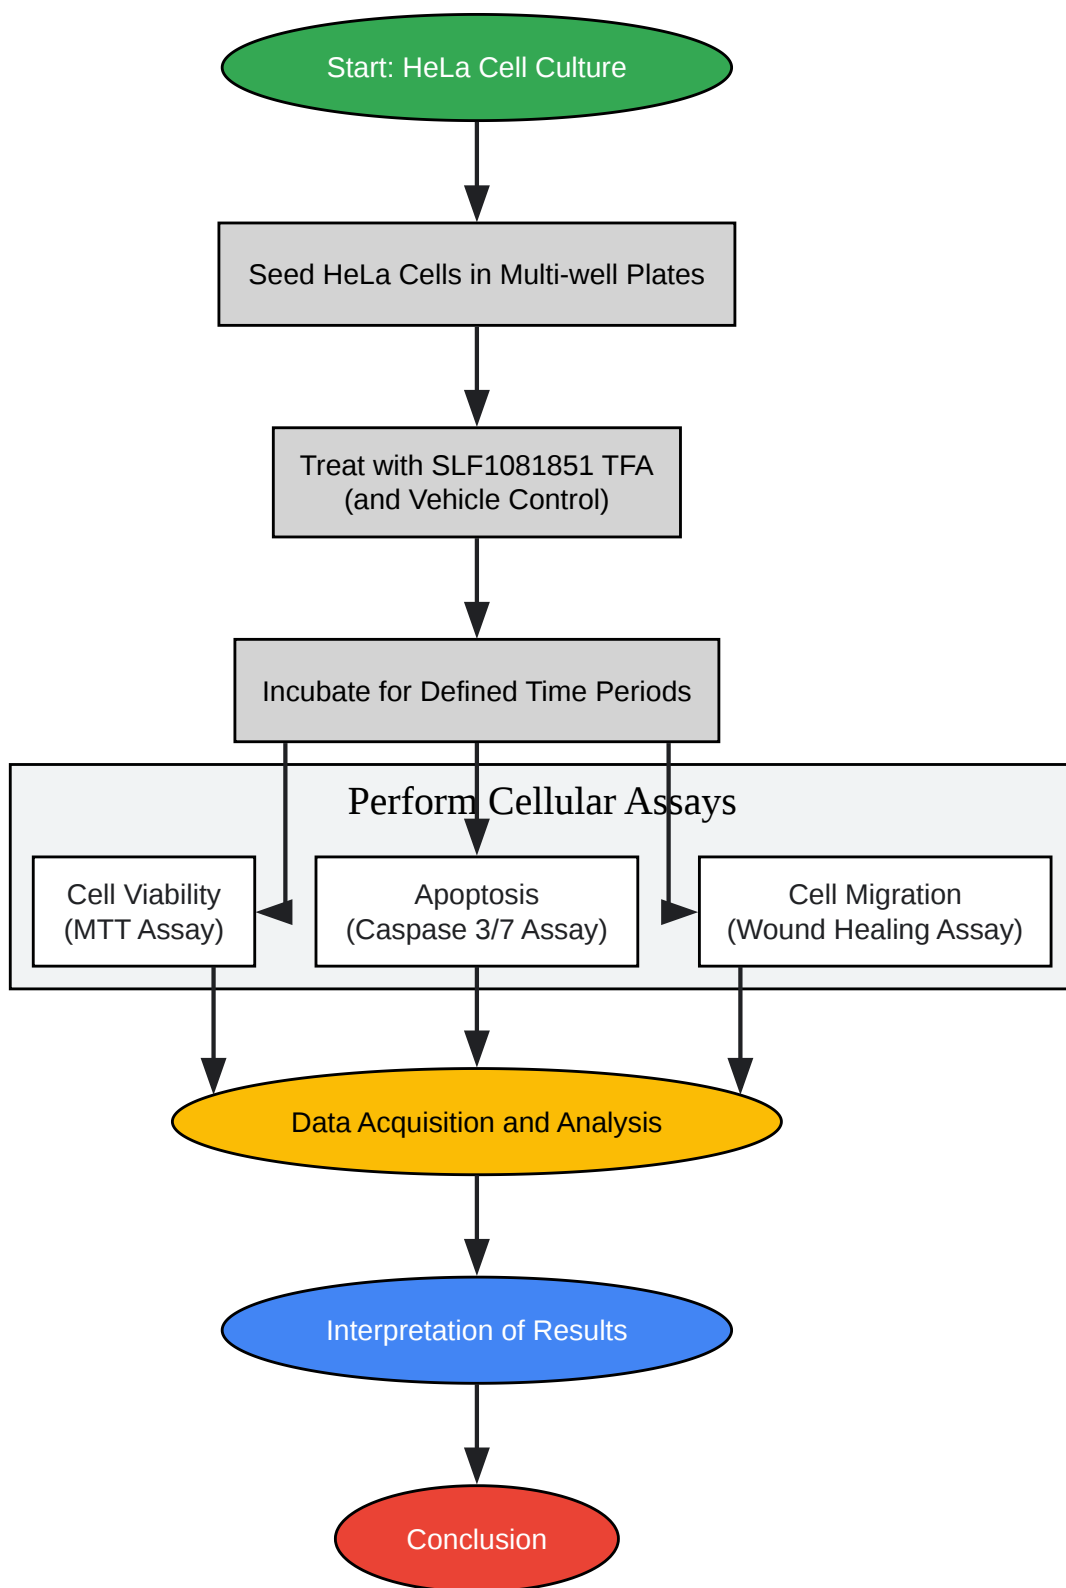 Start: HeLa Cell Culture
Seed HeLa Cells in Multi-well Plates
Treat with SLF1081851 TFA
(and Vehicle Control)
Incubate for Defined Time Periods
Perform Cellular Assays
Cell Viability
(MTT Assay)
Apoptosis
(Caspase 3/7 Assay)
Cell Migration
(Wound Healing Assay)
Data Acquisition and Analysis
Interpretation of Results
Conclusion